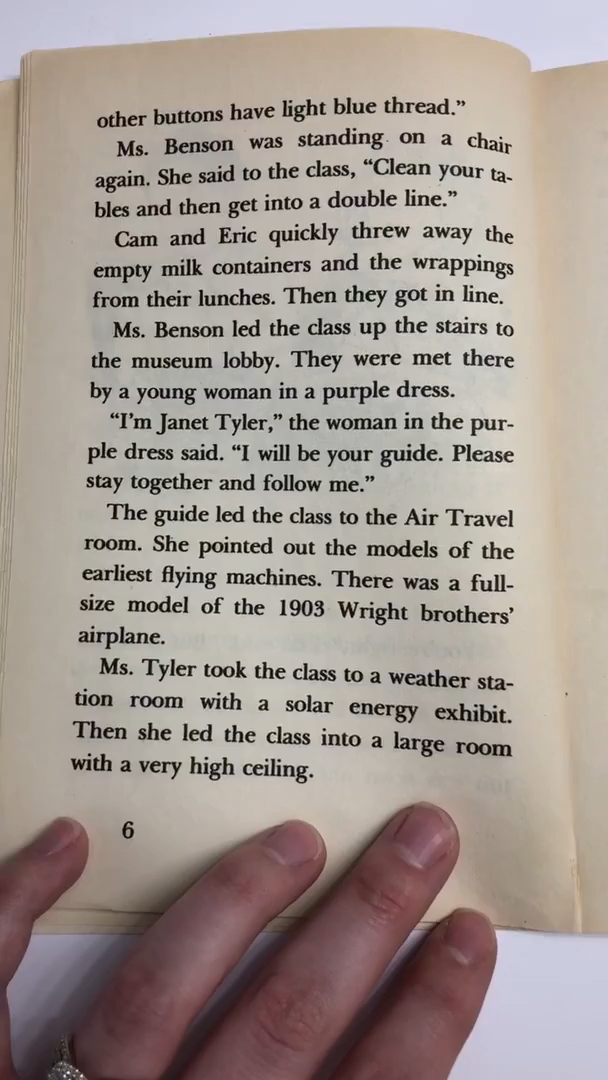 other buttons have light blue thread.”
Ms. Benson was standing on a chair
again. She said to the class, “Clean your ta-
bles and then get into a double line.”
Cam and Eric quickly threw away the
empty milk containers and the wrappings
from their lunches. Then they got in line.
Ms. Benson led the class up the stairs to
the museum lobby. They were met there
by a young woman in a purple dress.
“I’m Janet Tyler,” the woman in the pur-
ple dress said. “I will be your guide. Please
stay together and follow me.”
The guide led the class to the Air Travel
room. She pointed out the models of the
earliest flying machines. There was a full-
size model of the 1903 Wright brothers’
airplane.
Ms. Tyler took the class to a weather sta-
tion room with a solar energy exhibit.
Then she led the class into a large room
with a very high ceiling.
6